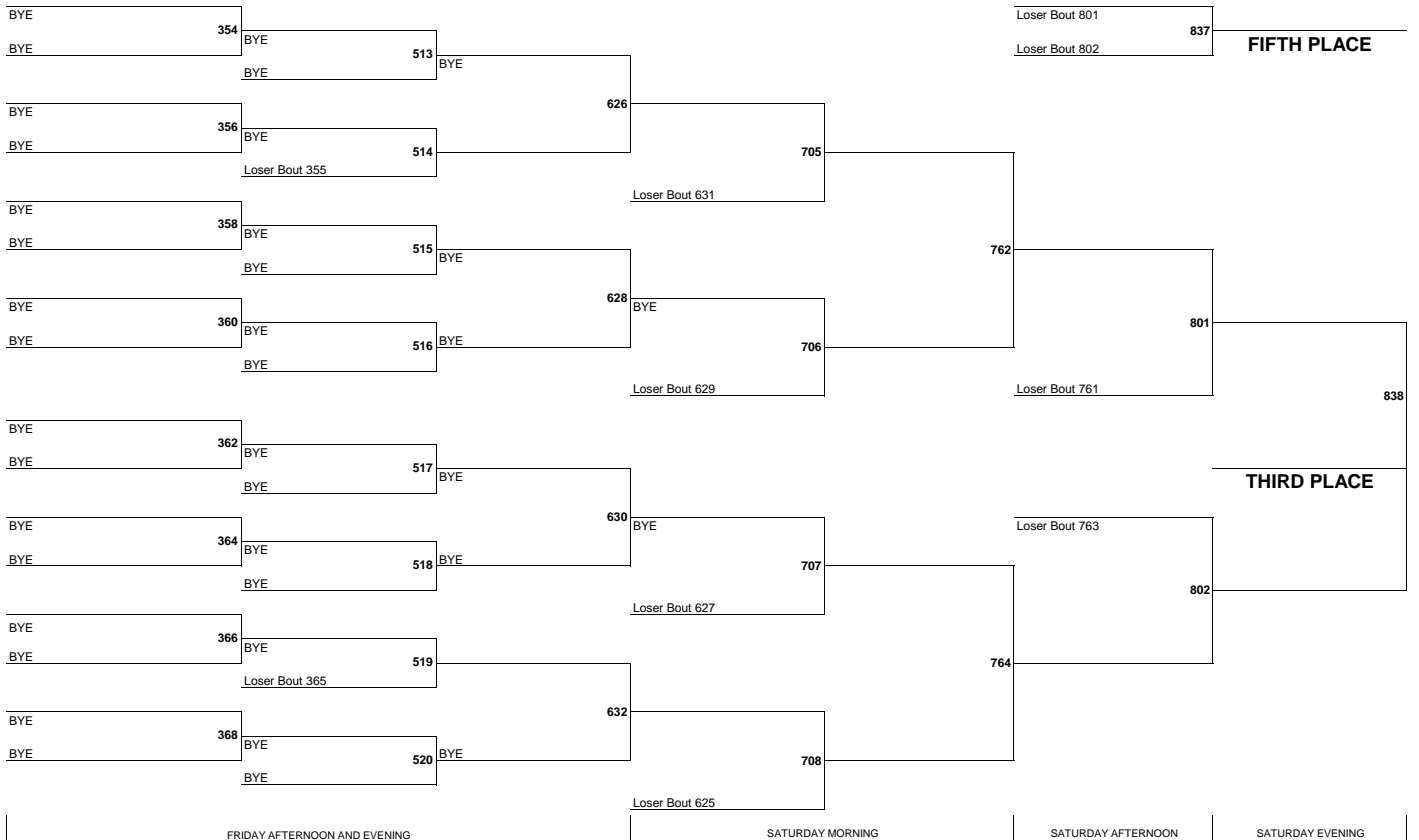 BYE
354
BYE
BYE
513
BYE
BYE
BYE
356
BYE
BYE
514
Loser Bout 355
626
705
Loser Bout 631
BYE
358
BYE
BYE
515
BYE
BYE
762
BYE
360
BYE
BYE
516
BYE
BYE
628
BYE
706
Loser Bout 629
801
Loser Bout 761
BYE
362
BYE
BYE
517
BYE
BYE
BYE
364
BYE
BYE
518
BYE
BYE
630
BYE
707
Loser Bout 627
BYE
366
BYE
BYE
519
Loser Bout 365
764
BYE
368
BYE
BYE
520
BYE
BYE
632
708
Loser Bout 625
Loser Bout 763
802
Loser Bout 801
837
Loser Bout 802
FIFTH PLACE
838
THIRD PLACE
FRIDAY AFTERNOON AND EVENING
SATURDAY MORNING
SATURDAY AFTERNOON
SATURDAY EVENING